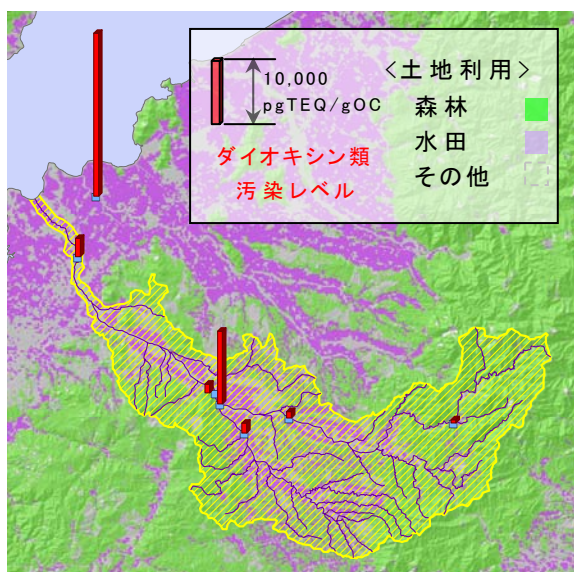 10,000
pgTEQ/gOC
ダイオキシン類
汚染レベル
<土地利用>
森林
水田
その他